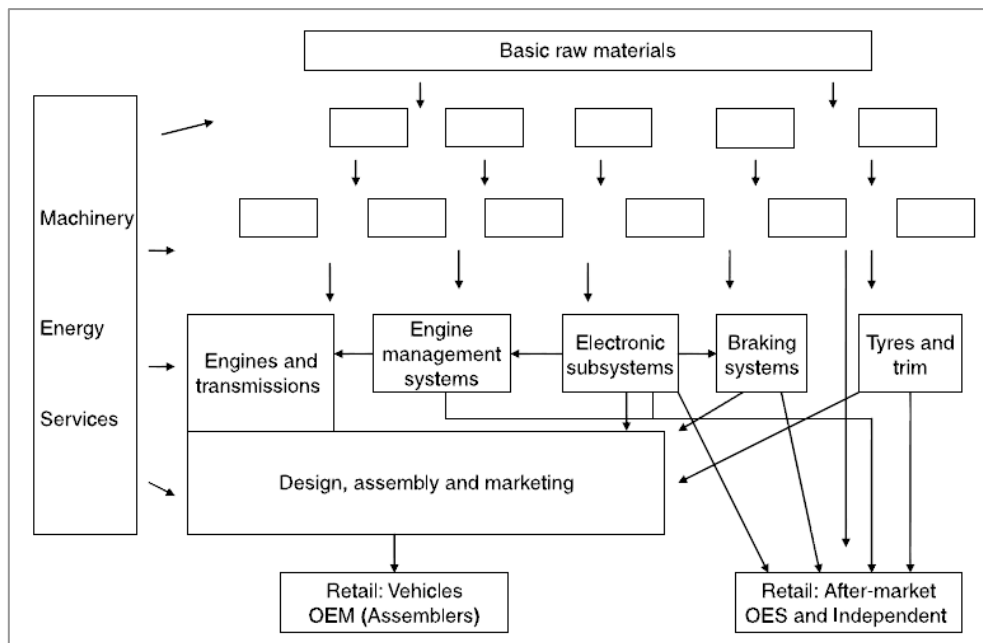 Basic raw materials
Machinery
Energy
Services
Engines and
transmissions
Engine
management
systems
Electronic
subsystems
Braking
systems
Tyres and
trim
Design, assembly and marketing
Retail: Vehicles
OEM (Assemblers)
Retail: After-market
OES and Independent